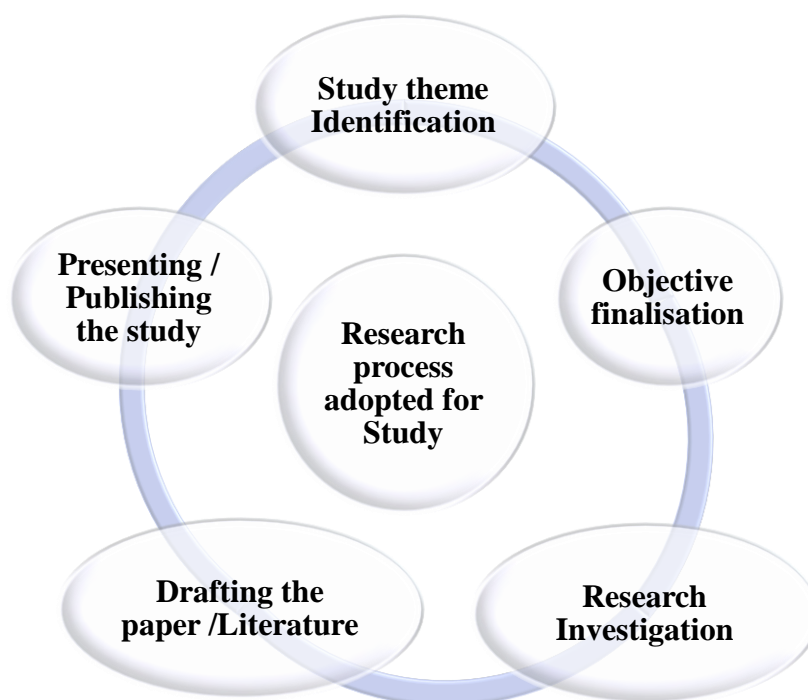 Study theme
Identification
Objective
finalisation
Research
Investigation
Drafting the
paper /Literature
Presenting /
Publishing
the study
Research
process
adopted for
Study